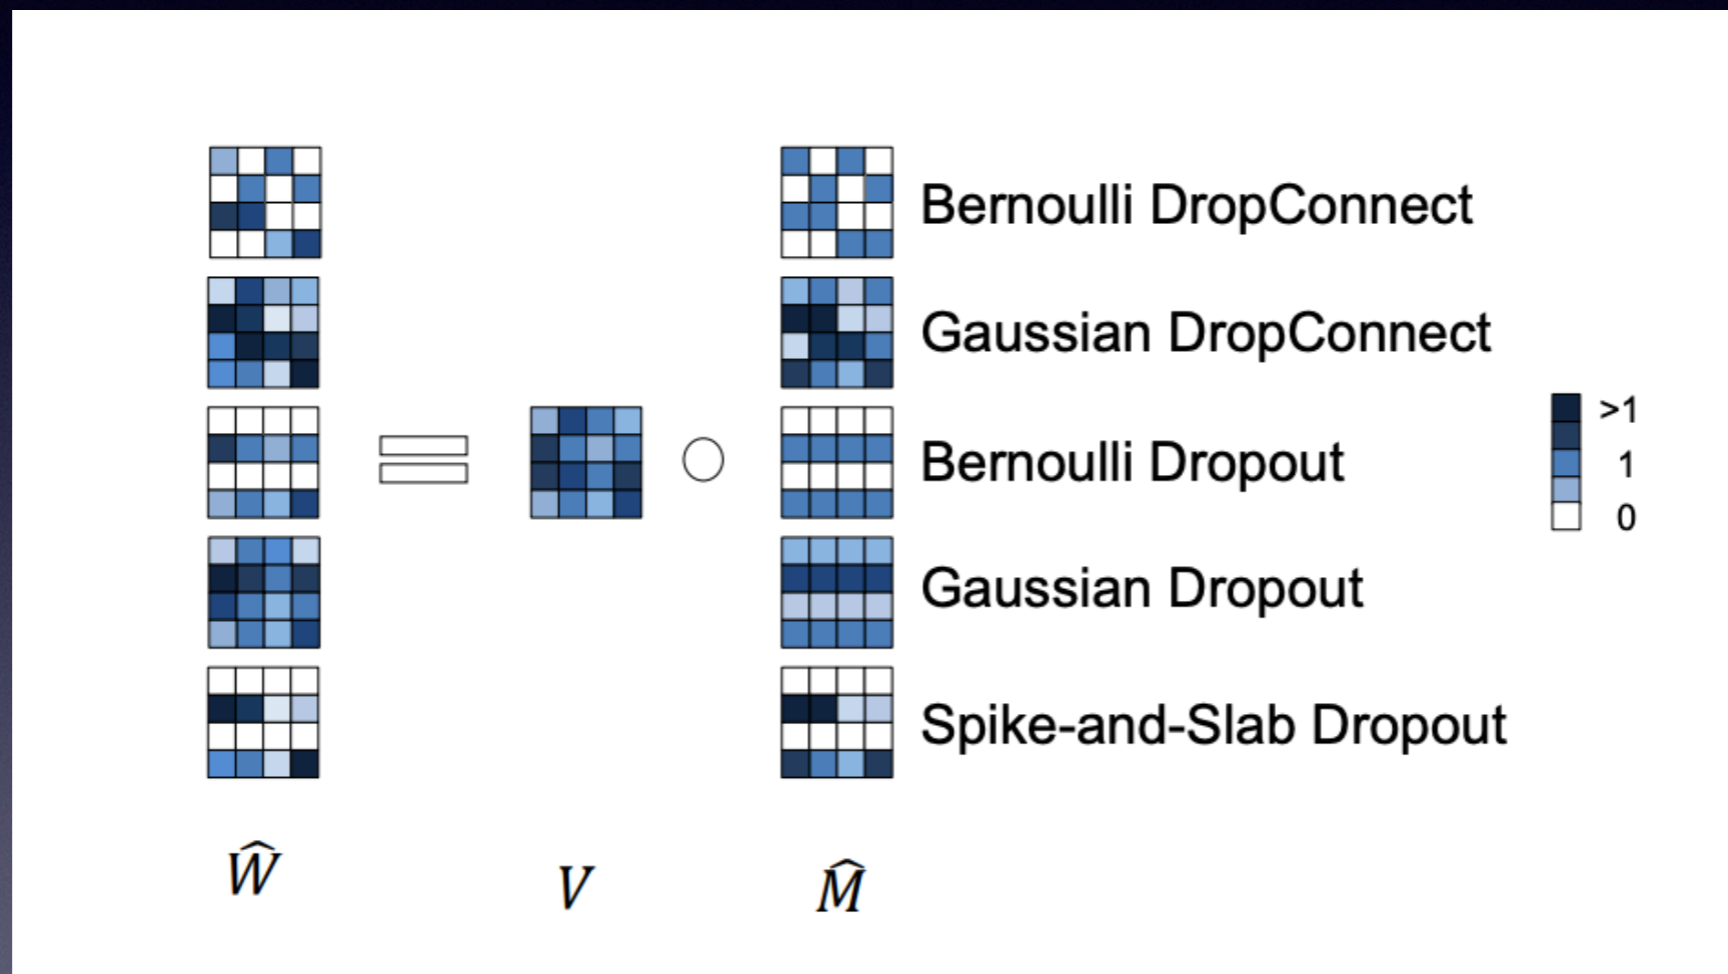 Bernoulli DropConnect
Gaussian DropConnect
>1
Bernoulli Dropout
1
0
Gaussian Dropout
Spike-and-Slab Dropout
Ŵ V M̂